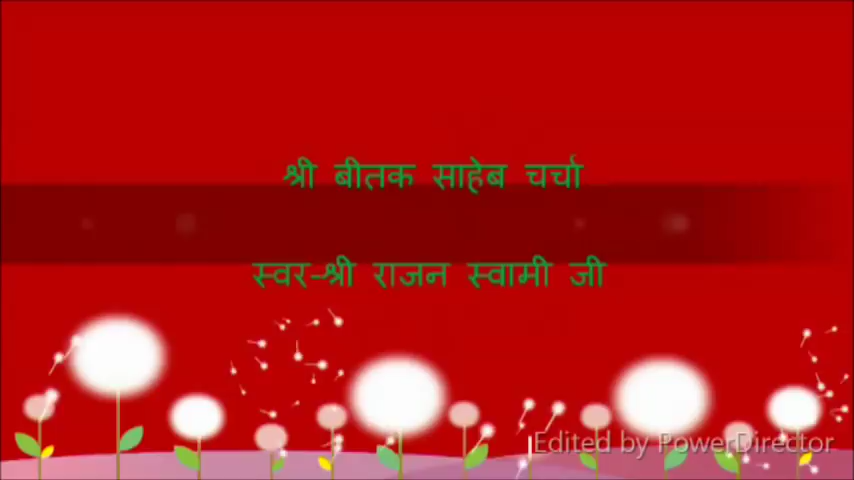 श्री बीतक साहेब चर्चा
स्वर-श्री राजन स्वामी जी
Edited by PowerDirector